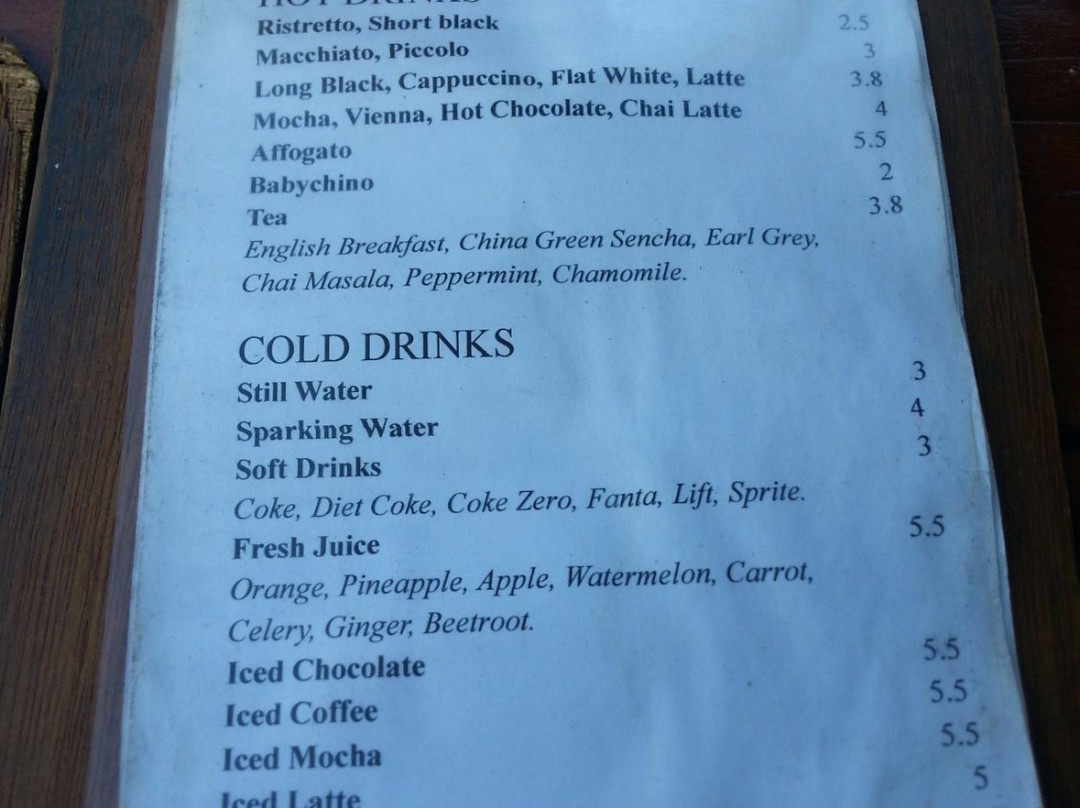 HOT DRINKS
Ristretto, Short black 2.5
Macchiato, Piccolo 3
Long Black, Cappuccino, Flat White, Latte 3.8
Mocha, Vienna, Hot Chocolate, Chai Latte 4
Affogato 5.5
Babychino 2
Tea 3.8
English Breakfast, China Green Sencha, Earl Grey,
Chai Masala, Peppermint, Chamomile.
COLD DRINKS
Still Water 3
Sparking Water 4
Soft Drinks 3
Coke, Diet Coke, Coke Zero, Fanta, Lift, Sprite.
Fresh Juice 5.5
Orange, Pineapple, Apple, Watermelon, Carrot,
Celery, Ginger, Beetroot.
Iced Chocolate 5.5
Iced Coffee 5.5
Iced Mocha 5.5
Iced Latte 5